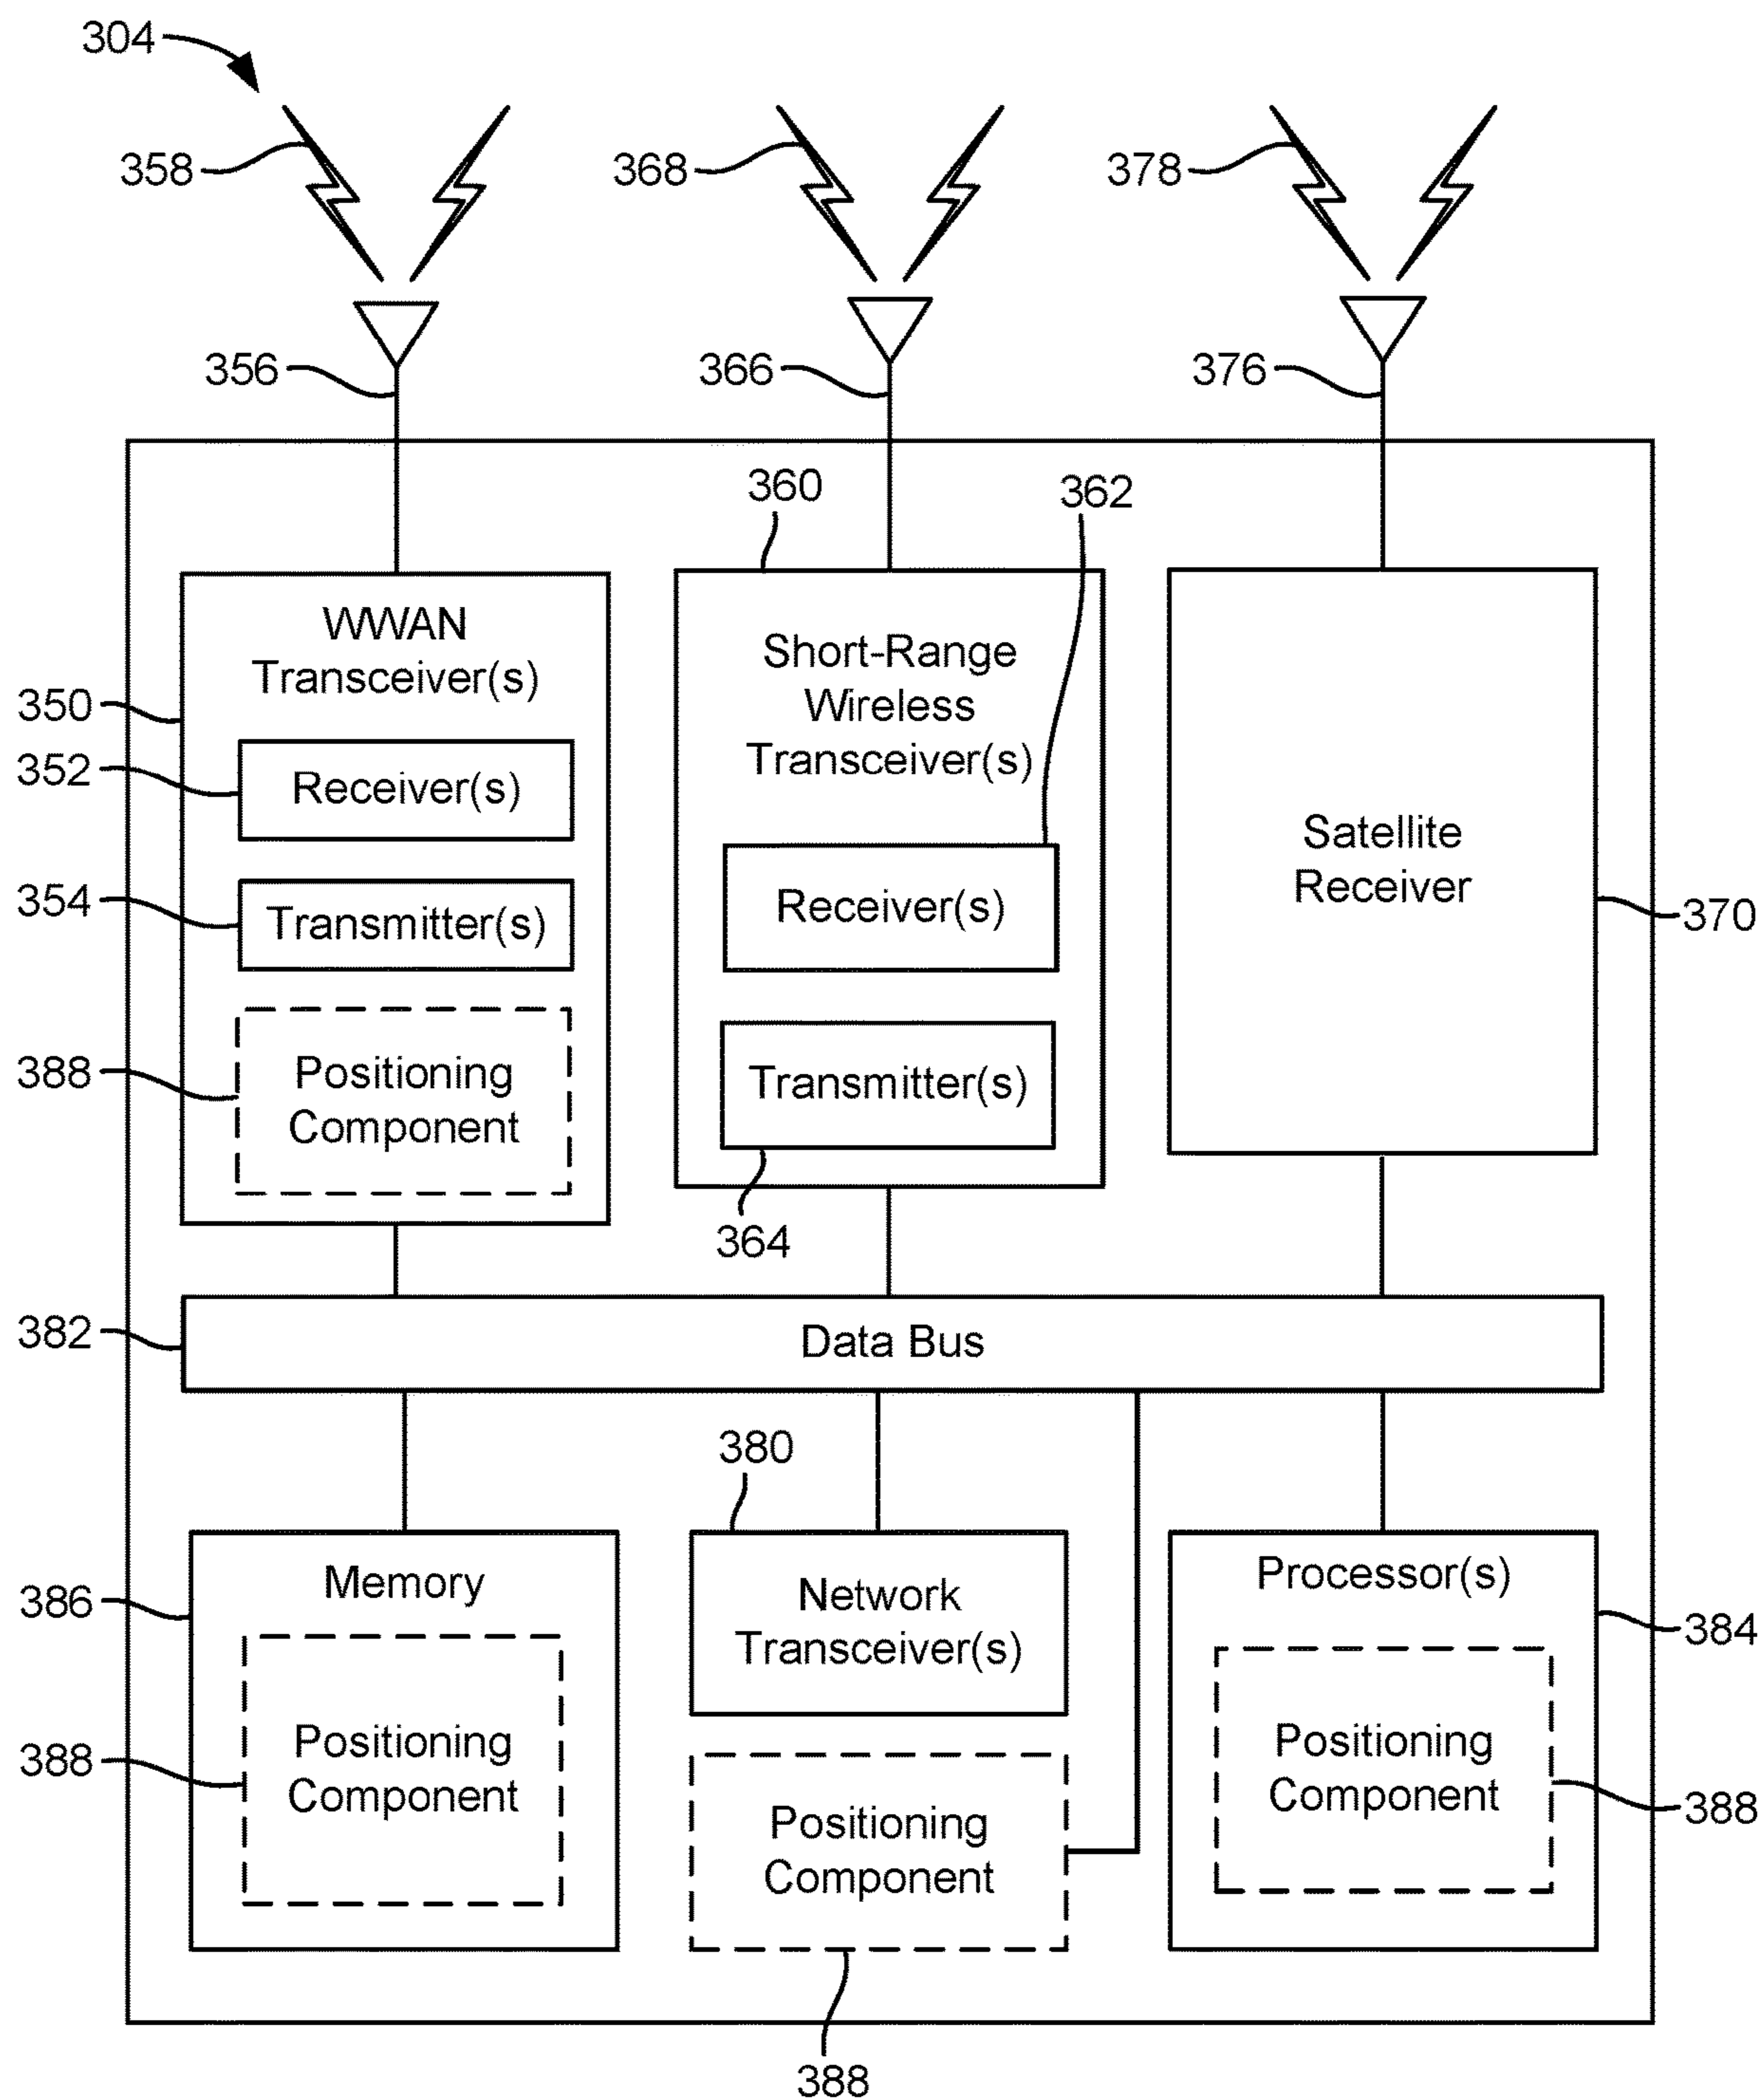 304
358
368
378
356
366
376
360
362
WWAN
Transceiver(s)
350
352
Receiver(s)
354
Transmitter(s)
388
Positioning
Component
Short-Range
Wireless
Transceiver(s)
Receiver(s)
Transmitter(s)
364
Satellite
Receiver
370
382
Data Bus
380
386
Memory
388
Positioning
Component
Network
Transceiver(s)
Positioning
Component
388
Processor(s)
384
Positioning
Component
388